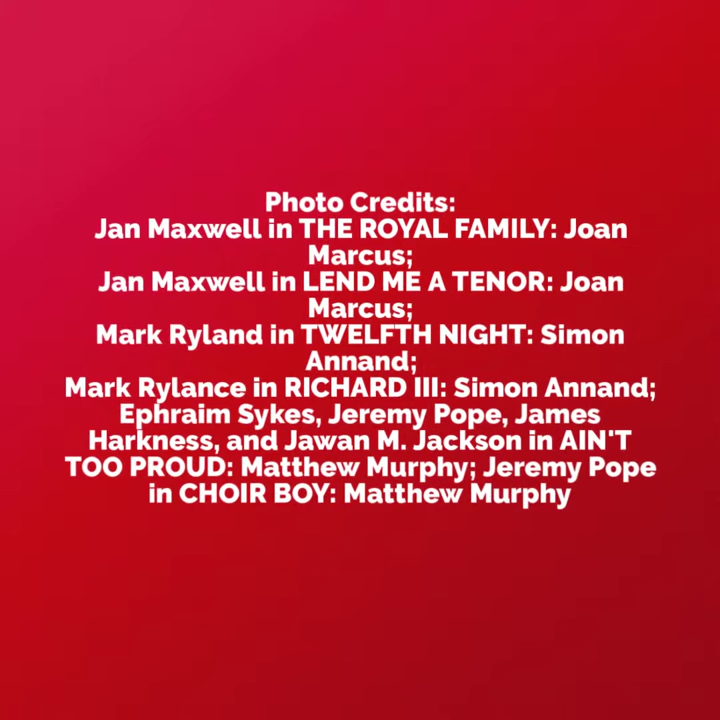 Photo Credits:
Jan Maxwell in THE ROYAL FAMILY: Joan
Marcus;
Jan Maxwell in LEND ME A TENOR: Joan
Marcus;
Mark Ryland in TWELFTH NIGHT: Simon
Annand;
Mark Rylance in RICHARD III: Simon Annand;
Ephraim Sykes, Jeremy Pope, James
Harkness, and Jawan M. Jackson in AIN'T
TOO PROUD: Matthew Murphy; Jeremy Pope
in CHOIR BOY: Matthew Murphy